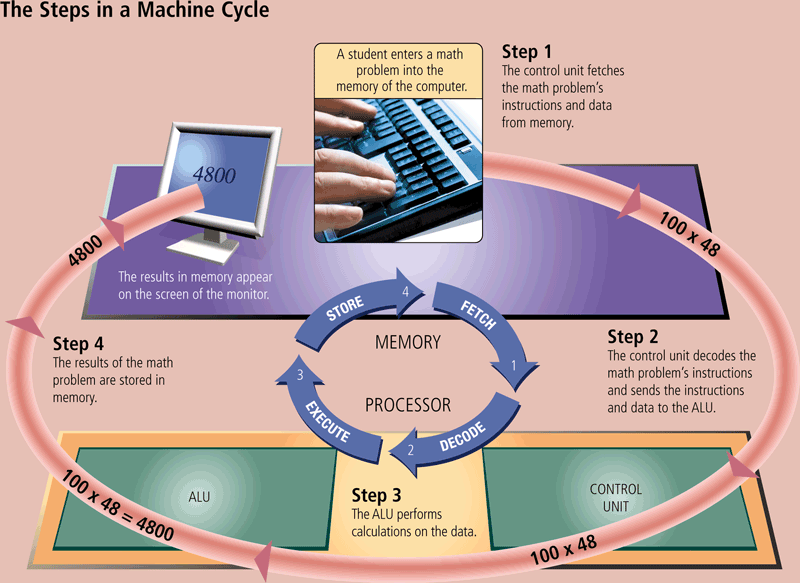 The Steps in a Machine Cycle
A student enters a math
problem into the
memory of the computer.
Step 1
The control unit fetches
the math problem's
instructions and data
from memory.
4800
100 x 48
4800
The results in memory appear
on the screen of the monitor.
STORE
4
FETCH
1
MEMORY
Step 2
The control unit decodes the
math problem's instructions
and sends the instructions
and data to the ALU.
Step 4
The results of the math
problem are stored in
memory.
3
EXECUTE
PROCESSOR
2
DECODE
ALU
CONTROL
UNIT
Step 3
The ALU performs
calculations on the data.
100 x 48 = 4800
100 x 48